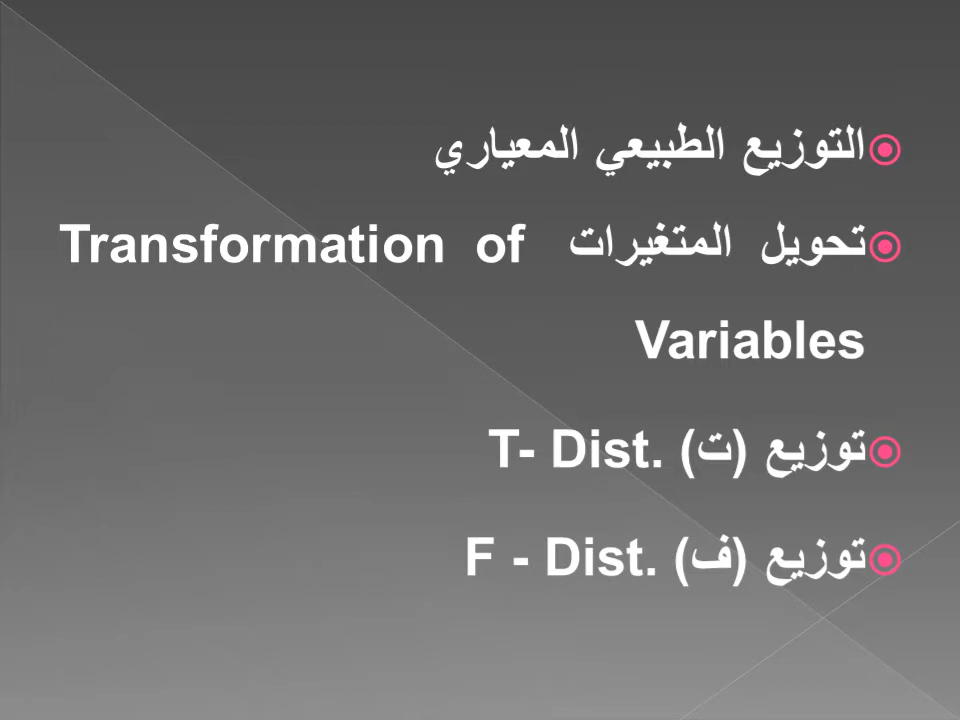 التوزيع الطبيعي المعياري
تحويل المتغيرات Transformation of
Variables
توزيع (ت) T- Dist.
توزيع (ف) F - Dist.